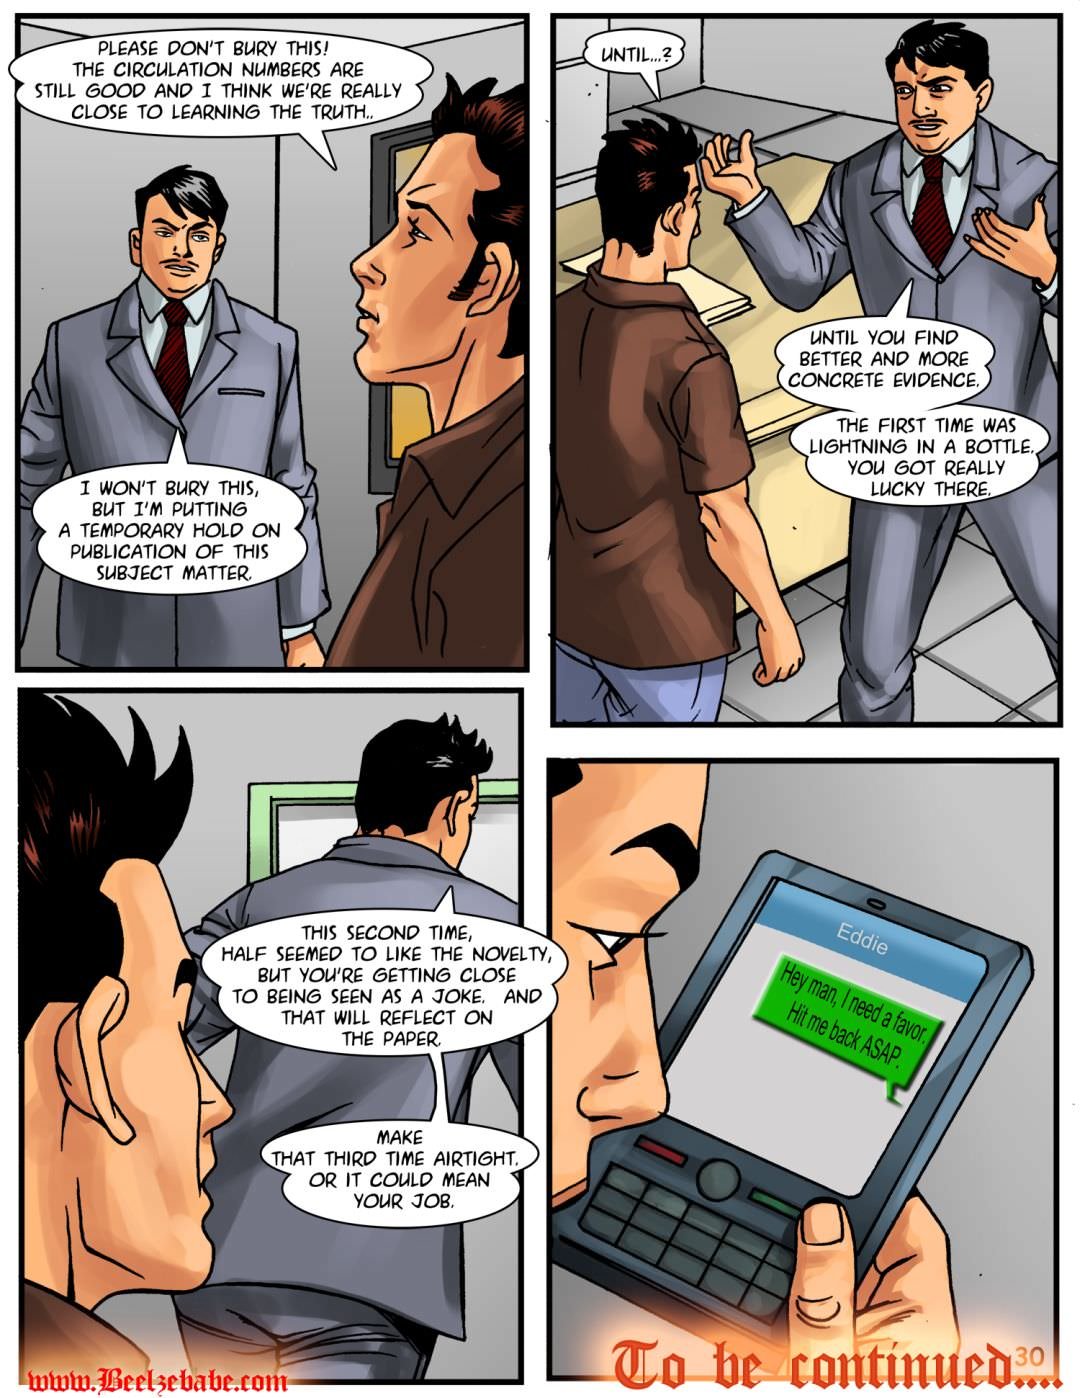 PLEASE DON'T BURY THIS!
THE CIRCULATION NUMBERS ARE
STILL GOOD AND I THINK WE'RE REALLY
CLOSE TO LEARNING THE TRUTH..
I WON'T BURY THIS,
BUT I'M PUTTING
A TEMPORARY HOLD ON
PUBLICATION OF THIS
SUBJECT MATTER.
UNTIL...?
UNTIL YOU FIND
BETTER AND MORE
CONCRETE EVIDENCE.
THE FIRST TIME WAS
LIGHTNING IN A BOTTLE.
YOU GOT REALLY
LUCKY THERE.
THIS SECOND TIME,
HALF SEEMED TO LIKE THE NOVELTY,
BUT YOU'RE GETTING CLOSE
TO BEING SEEN AS A JOKE. AND
THAT WILL REFLECT ON
THE PAPER.
MAKE
THAT THIRD TIME AIRTIGHT.
OR IT COULD MEAN
YOUR JOB.
Eddie
Hey man, I need a favor.
Hit me back ASAP.
To be continued....
30
www.Beelzebabe.com